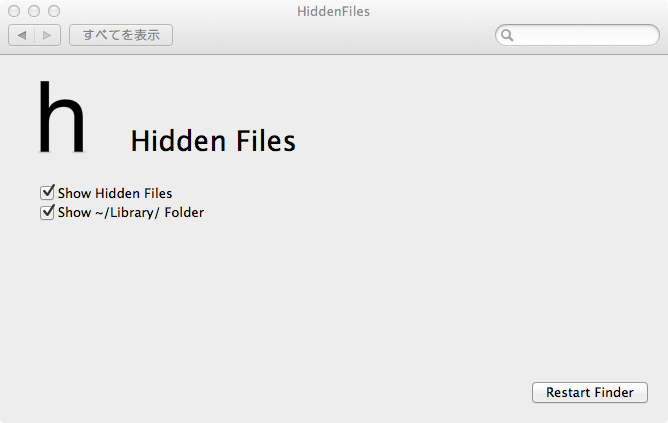 HiddenFiles
すべてを表示
h
Hidden Files
Show Hidden Files
Show ~/Library/ Folder
Restart Finder